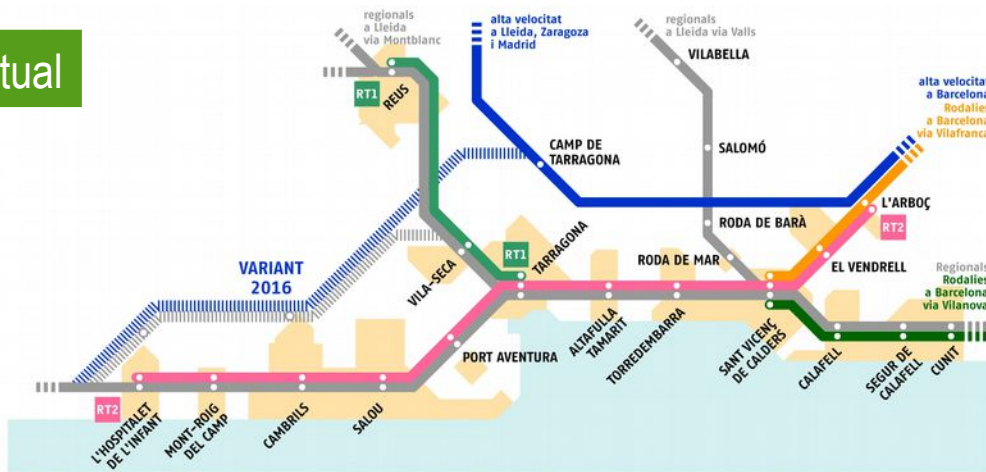 tual
regionals
a Lleida
via Montblanc
alta velocitat
a Lleida, Zaragoza
i Madrid
regionals
a Lleida via Valls
VILABELLA
alta velocitat
a Barcelona
Rodalies
a Barcelona
via Vilafranca
RT1
REUS
CAMP DE
TARRAGONA
SALOMÓ
L'ARBOÇ
RT2
RODA DE BARÀ
RT1
TARRAGONA
VILA-SECA
RODA DE MAR
EL VENDRELL
VARIANT
2016
Regionals
Rodalies
a Barcelona
via Vilanova
PORT AVENTURA
ALTAFULLA
TAMARIT
TORREDEMBARRA
SANT VICENÇ
DE CALDERS
CALAFELL
SEGUR DE
CALAFELL
CUNIT
RT2
L'HOSPITALET
DE L'INFANT
MONT-ROIG
DEL CAMP
CAMBRILS
SALOU